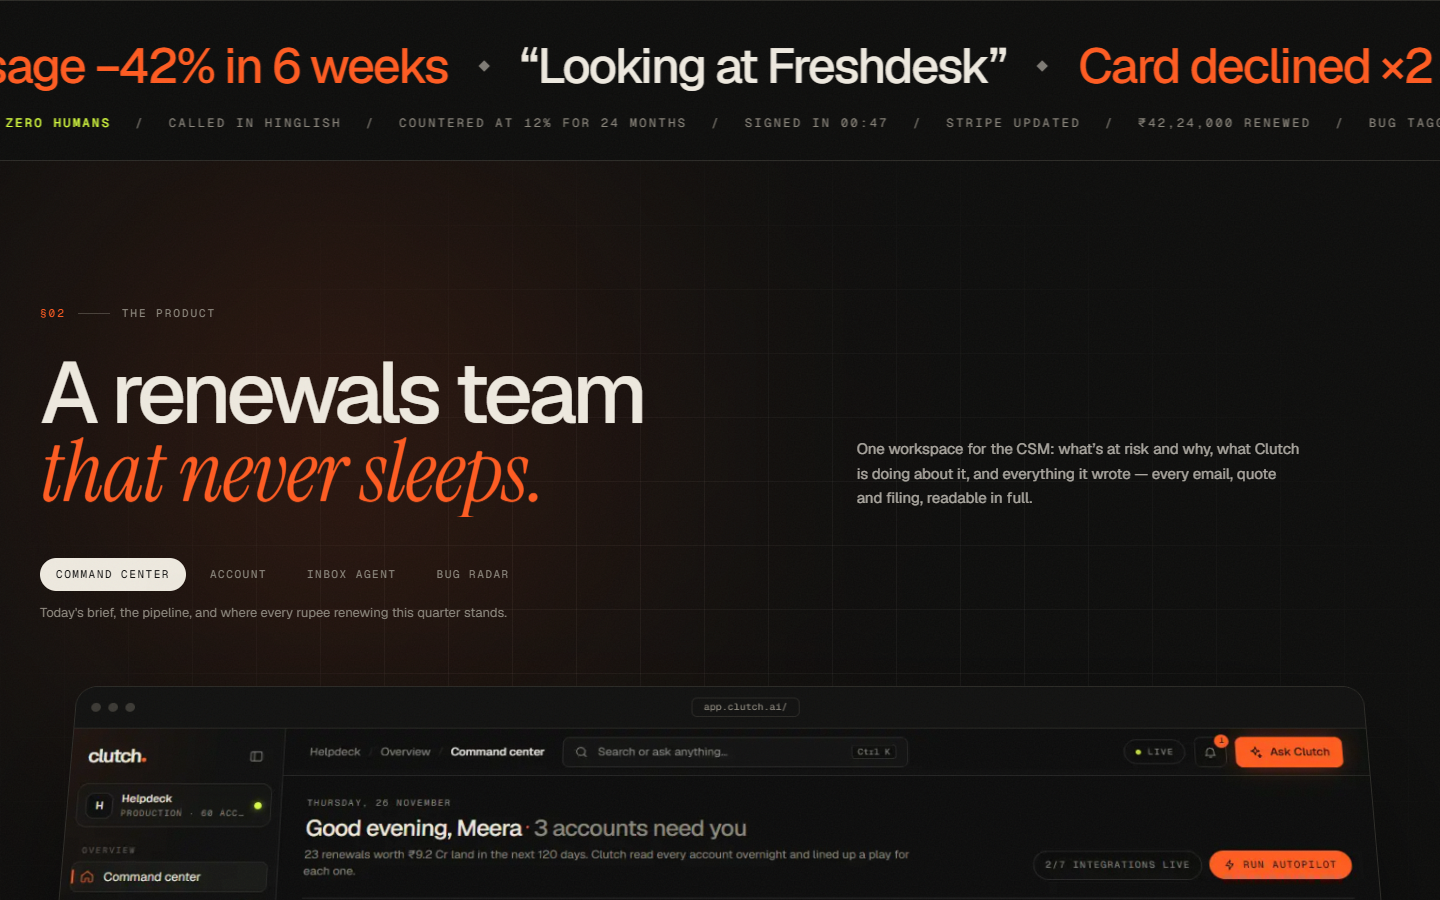 sage −42% in 6 weeks ◆ “Looking at Freshdesk” ◆ Card declined ×2
ZERO HUMANS / CALLED IN HINGLISH / COUNTERED AT 12% FOR 24 MONTHS / SIGNED IN 00:47 / STRIPE UPDATED / ₹42,24,000 RENEWED / BUG TAGG
§02 THE PRODUCT
A renewals team
that never sleeps.
One workspace for the CSM: what's at risk and why, what Clutch
is doing about it, and everything it wrote — every email, quote
and filing, readable in full.
COMMAND CENTER ACCOUNT INBOX AGENT BUG RADAR
Today's brief, the pipeline, and where every rupee renewing this quarter stands.
app.clutch.ai/
clutch.
Helpdesk / Overview / Command center
Search or ask anything... Ctrl K
LIVE
1
Ask Clutch
H
Helpdesk
PRODUCTION · 60 ACC…
OVERVIEW
Command center
THURSDAY, 26 NOVEMBER
Good evening, Meera · 3 accounts need you
23 renewals worth ₹9.2 Cr land in the next 120 days. Clutch read every account overnight and lined up a play for
each one.
2/7 INTEGRATIONS LIVE
RUN AUTOPILOT